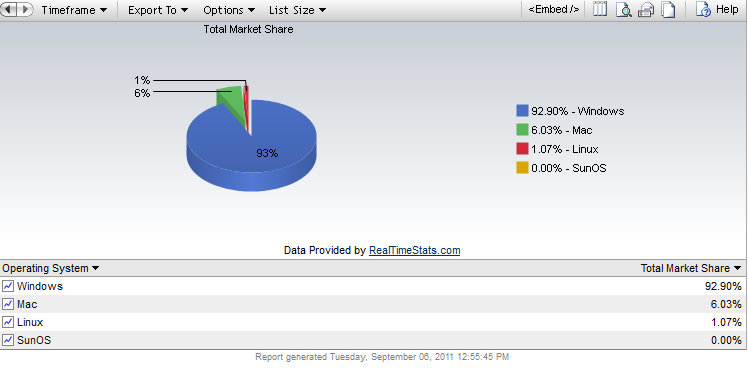 Timeframe Export To Options List Size <Embed /> Help
Total Market Share
1%
6%
93%
92.90% - Windows
6.03% - Mac
1.07% - Linux
0.00% - SunOS
Data Provided by RealTimeStats.com
Operating System Total Market Share
Windows 92.90%
Mac 6.03%
Linux 1.07%
SunOS 0.00%
Report generated Tuesday, September 06, 2011 12:55:45 PM